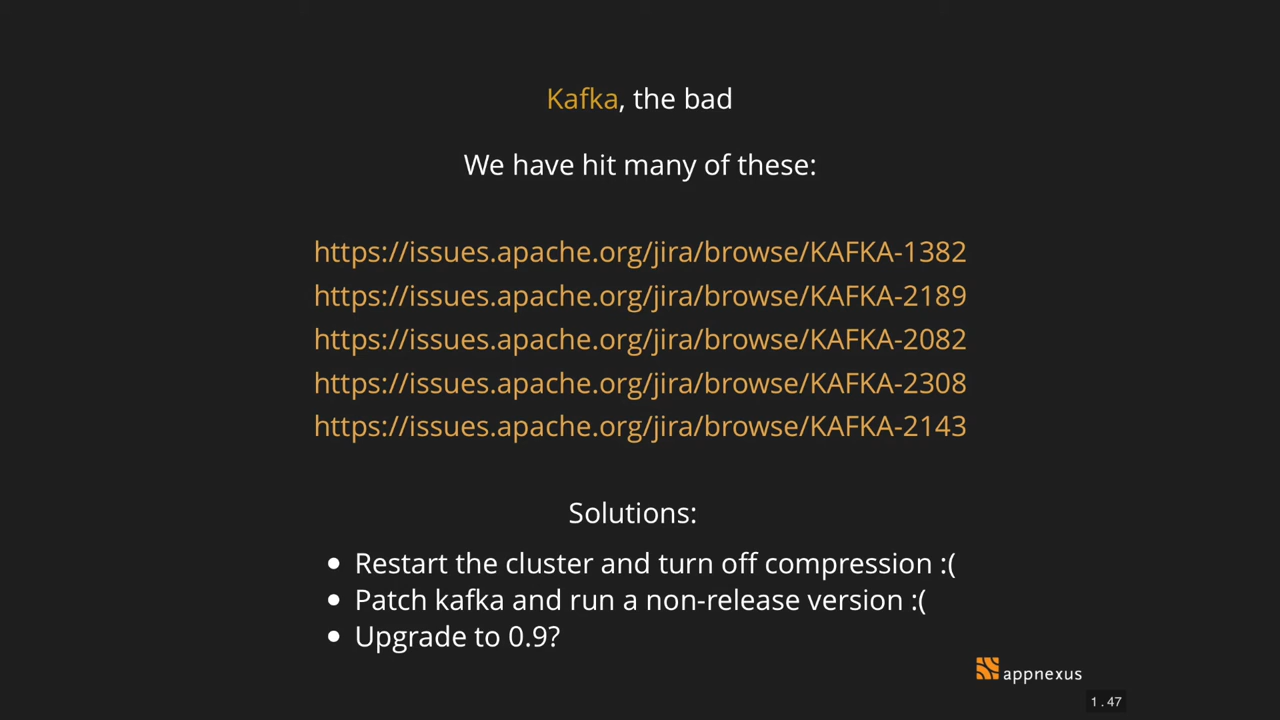 Kafka, the bad
We have hit many of these:
https://issues.apache.org/jira/browse/KAFKA-1382
https://issues.apache.org/jira/browse/KAFKA-2189
https://issues.apache.org/jira/browse/KAFKA-2082
https://issues.apache.org/jira/browse/KAFKA-2308
https://issues.apache.org/jira/browse/KAFKA-2143
Solutions:
• Restart the cluster and turn off compression :(
• Patch kafka and run a non-release version :(
• Upgrade to 0.9?
appnexus
1.47